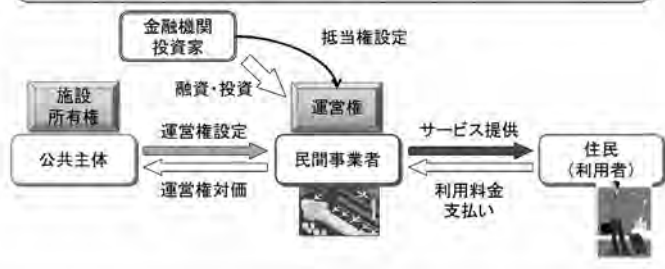 金融機関
投資家
抵当権設定
融資・投資
施設
所有権
運営権
公共主体
運営権設定
運営権対価
民間事業者
サービス提供
利用料金
支払い
住民
（利用者）